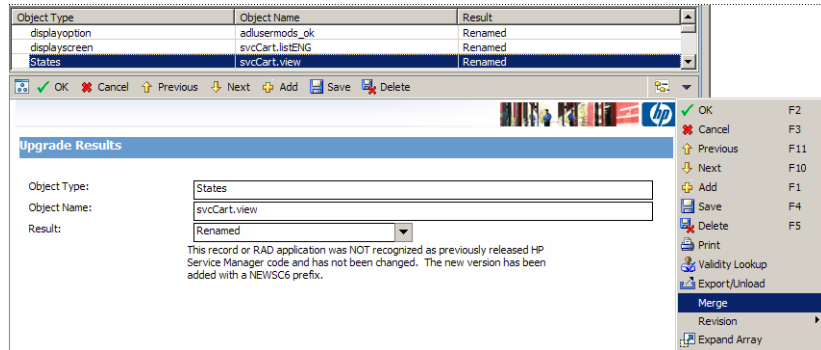 Object Type Object Name Result
displayoption adlusermods_ok Renamed
displayscreen svcCart.listENG Renamed
States svcCart.view Renamed
OK Cancel Previous Next Add Save Delete
hp
Upgrade Results
Object Type: States
Object Name: svcCart.view
Result: Renamed
This record or RAD application was NOT recognized as previously released HP
Service Manager code and has not been changed. The new version has been
added with a NEWSC6 prefix.
OK F2
Cancel F3
Previous F11
Next F10
Add F1
Save F4
Delete F5
Print
Validity Lookup
Export/Unload
Merge
Revision
Expand Array